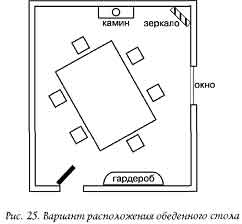 камин
зеркало
окно
гардероб
Рис. 25. Вариант расположения обеденного стола